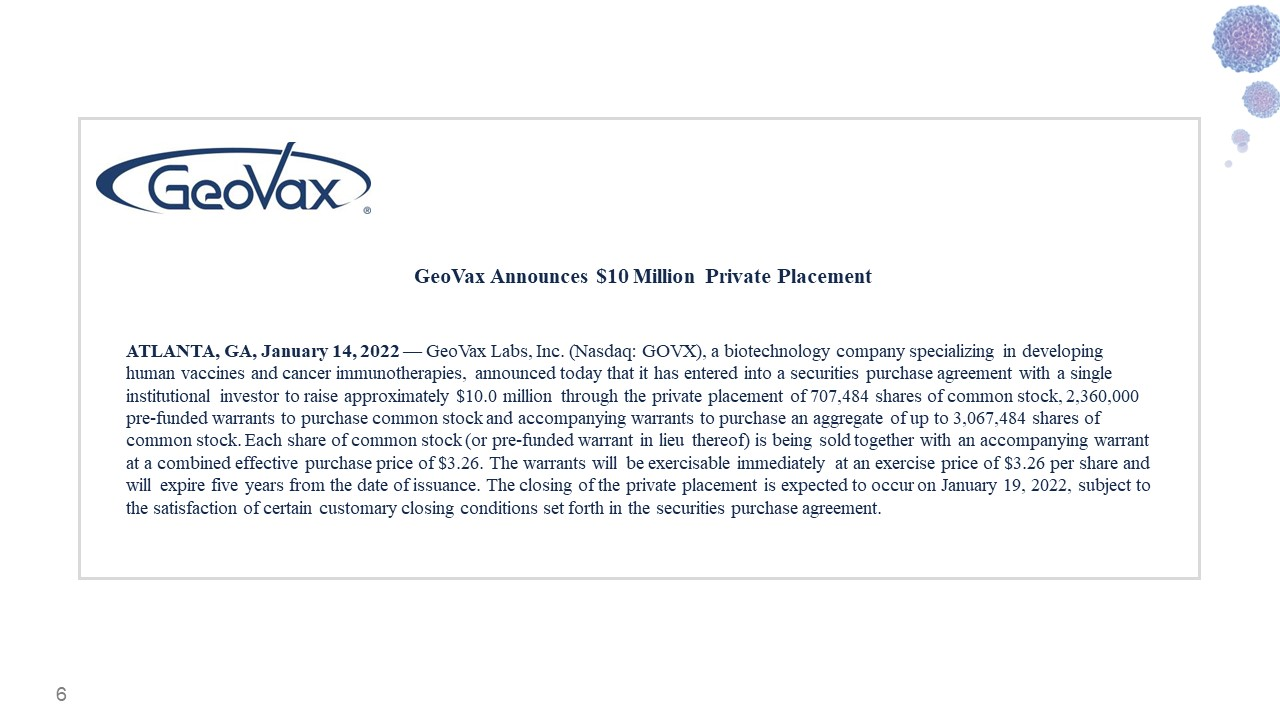 GeoVax®
GeoVax Announces $10 Million Private Placement
ATLANTA, GA, January 14, 2022 — GeoVax Labs, Inc. (Nasdaq: GOVX), a biotechnology company specializing in developing
human vaccines and cancer immunotherapies, announced today that it has entered into a securities purchase agreement with a single
institutional investor to raise approximately $10.0 million through the private placement of 707,484 shares of common stock, 2,360,000
pre-funded warrants to purchase common stock and accompanying warrants to purchase an aggregate of up to 3,067,484 shares of
common stock. Each share of common stock (or pre-funded warrant in lieu thereof) is being sold together with an accompanying warrant
at a combined effective purchase price of $3.26. The warrants will be exercisable immediately at an exercise price of $3.26 per share and
will expire five years from the date of issuance. The closing of the private placement is expected to occur on January 19, 2022, subject to
the satisfaction of certain customary closing conditions set forth in the securities purchase agreement.
6